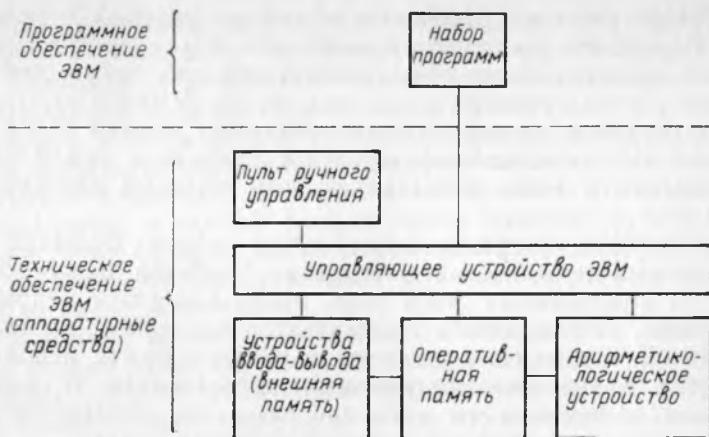 Программное
обеспечение
ЭВМ
Набор
программ
Пульт ручного
управления
Управляющее устройство ЭВМ
Техническое
обеспечение
ЭВМ
(аппаратурные
средства)
Устройства
ввода-вывода
(внешняя
память)
Оператив-
ная
память
Арифметико-
логическое
устройство